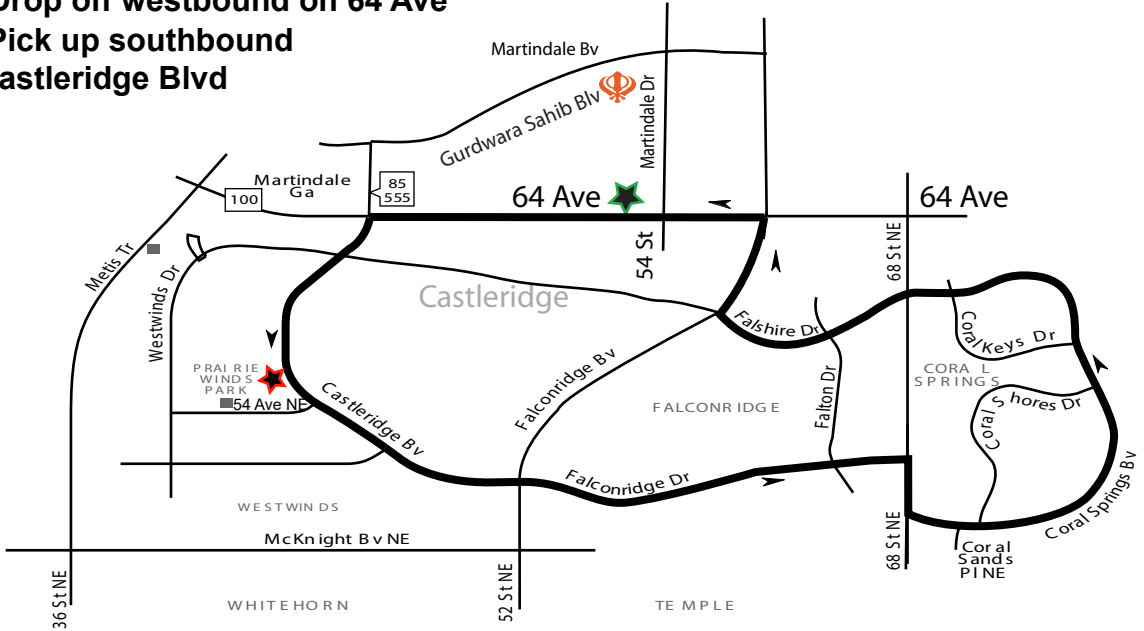 Drop off westbound on 64 Ave
Pick up southbound
astleridge Blvd
Martindale Bv
Gurdwara Sahib Blv
Martindale Dr
Martindale
Ga
85
555
100
64 Ave
64 Ave
54 St
68 St NE
Metis Tr
Westwinds Dr
Castleridge
Falshire Dr
Coral Keys Dr
PRAIRIE
WINDS
PARK
54 Ave NE
Castleridge Bv
Falconridge Bv
FALCONRIDGE
Falton Dr
CORAL
SPRINGS
Coral Shores Dr
Falconridge Dr
Coral Springs Bv
WESTWINDS
McKnight Bv NE
68 St NE
Coral
Sands
Pl NE
36 St NE
52 St NE
WHITEHORN
TEMPLE